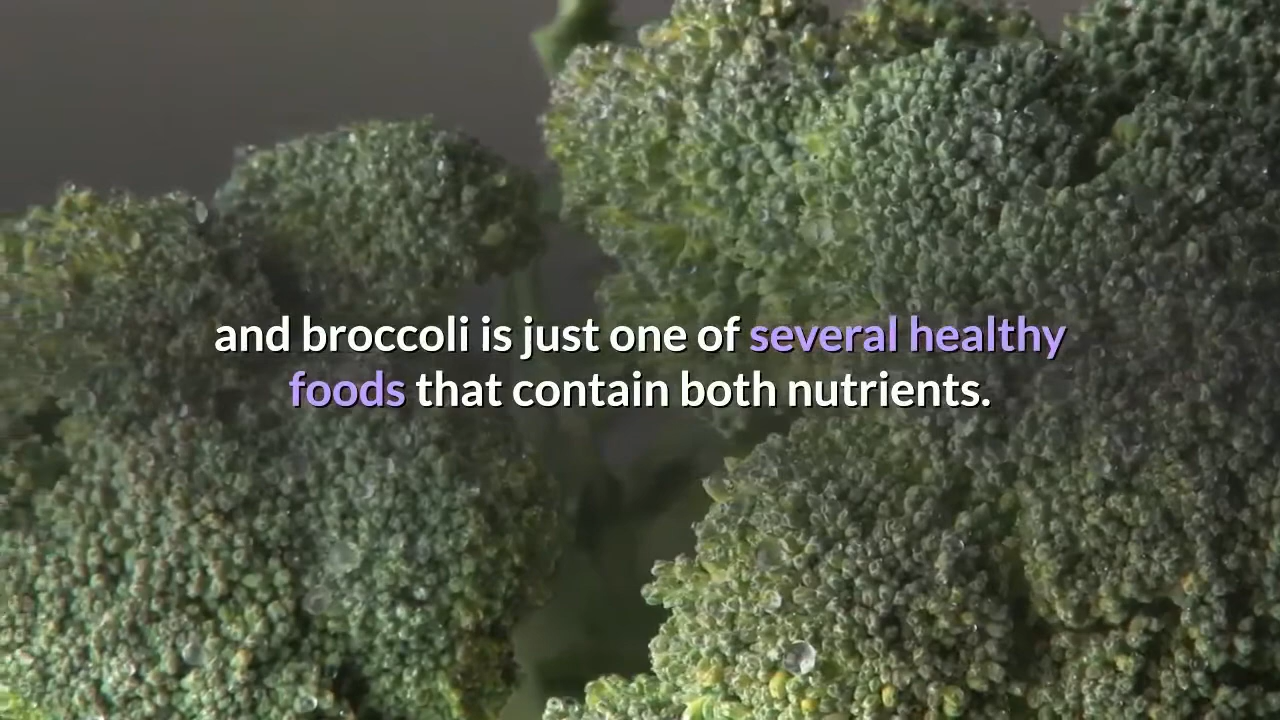 and broccoli is just one of several healthy
foods that contain both nutrients.